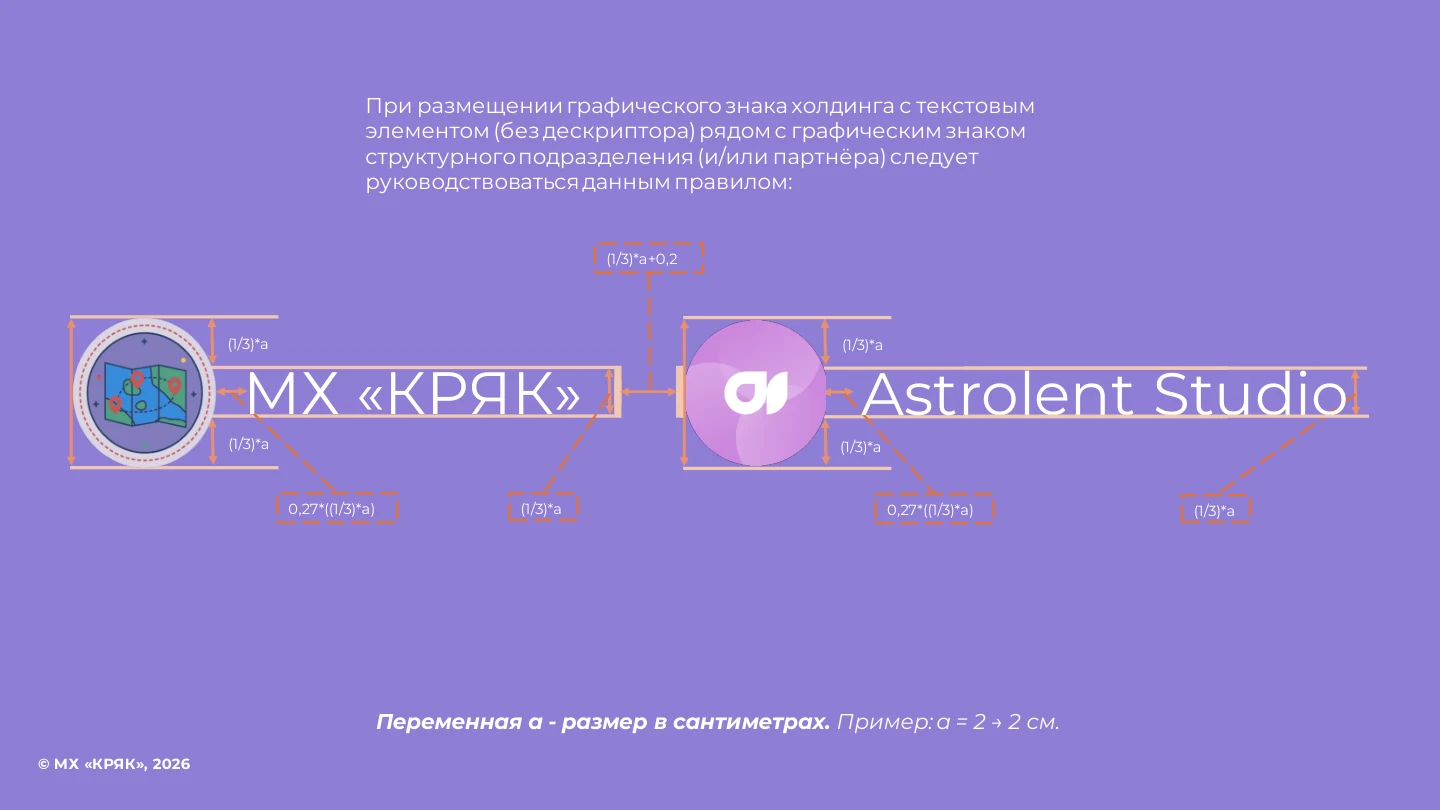 При размещении графического знака холдинга с текстовым
элементом (без дескриптора) рядом с графическим знаком
структурного подразделения (и/или партнёра) следует
руководствоваться данным правилом:
(1/3)*a+0,2
(1/3)*a
(1/3)*a
МХ «КРЯК»
Astrolent Studio
(1/3)*a
(1/3)*a
0,27*((1/3)*a)
(1/3)*a
0,27*((1/3)*a)
(1/3)*a
Переменная a - размер в сантиметрах. Пример: a = 2 → 2 см.
© МХ «КРЯК», 2026